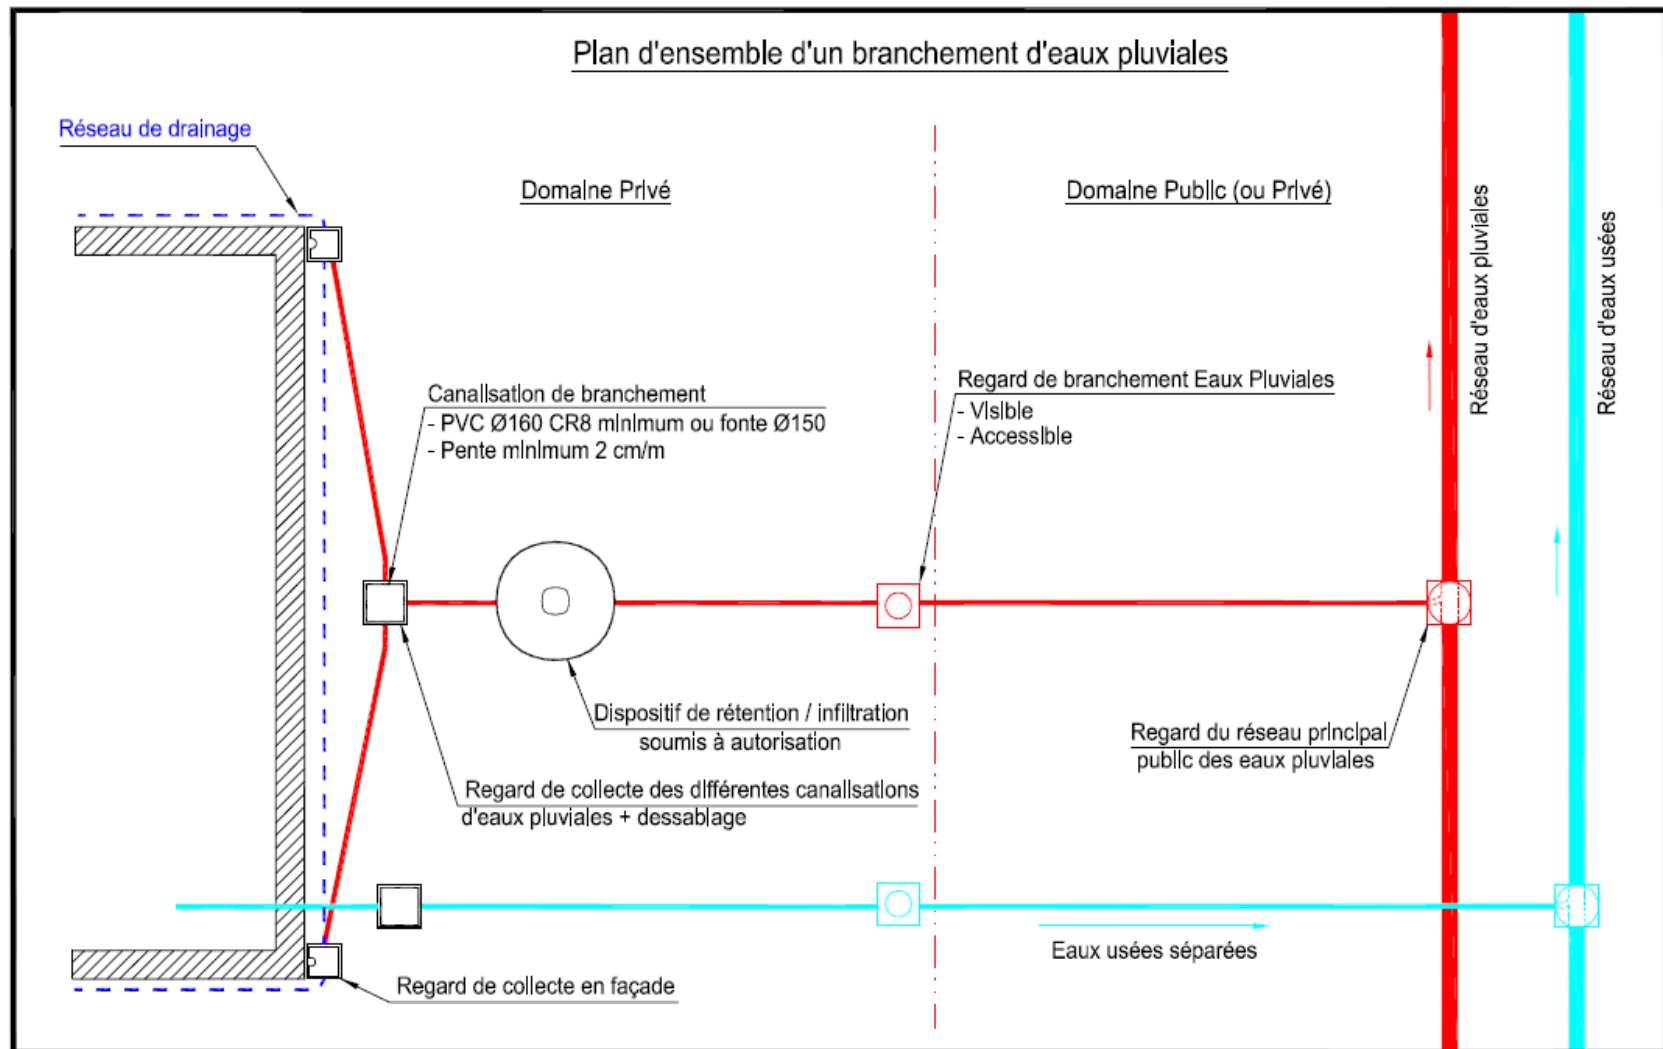 Plan d'ensemble d'un branchement d'eaux pluviales
Réseau de drainage
Domaine Privé
Domaine Public (ou Privé)
Réseau d'eaux pluviales
Réseau d'eaux usées
Canalisation de branchement
- PVC Ø160 CR8 minimum ou fonte Ø150
- Pente minimum 2 cm/m
Regard de branchement Eaux Pluviales
- Visible
- Accessible
Dispositif de rétention / infiltration
soumis à autorisation
Regard du réseau principal
public des eaux pluviales
Regard de collecte des différentes canalisations
d'eaux pluviales + dessablage
Eaux usées séparées
Regard de collecte en façade